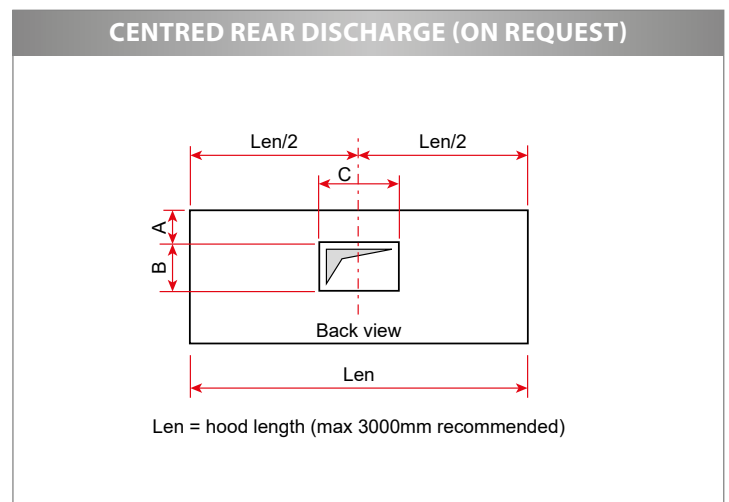 CENTRED REAR DISCHARGE (ON REQUEST)
Len/2 Len/2
C
A
B
Back view
Len
Len = hood length (max 3000mm recommended)